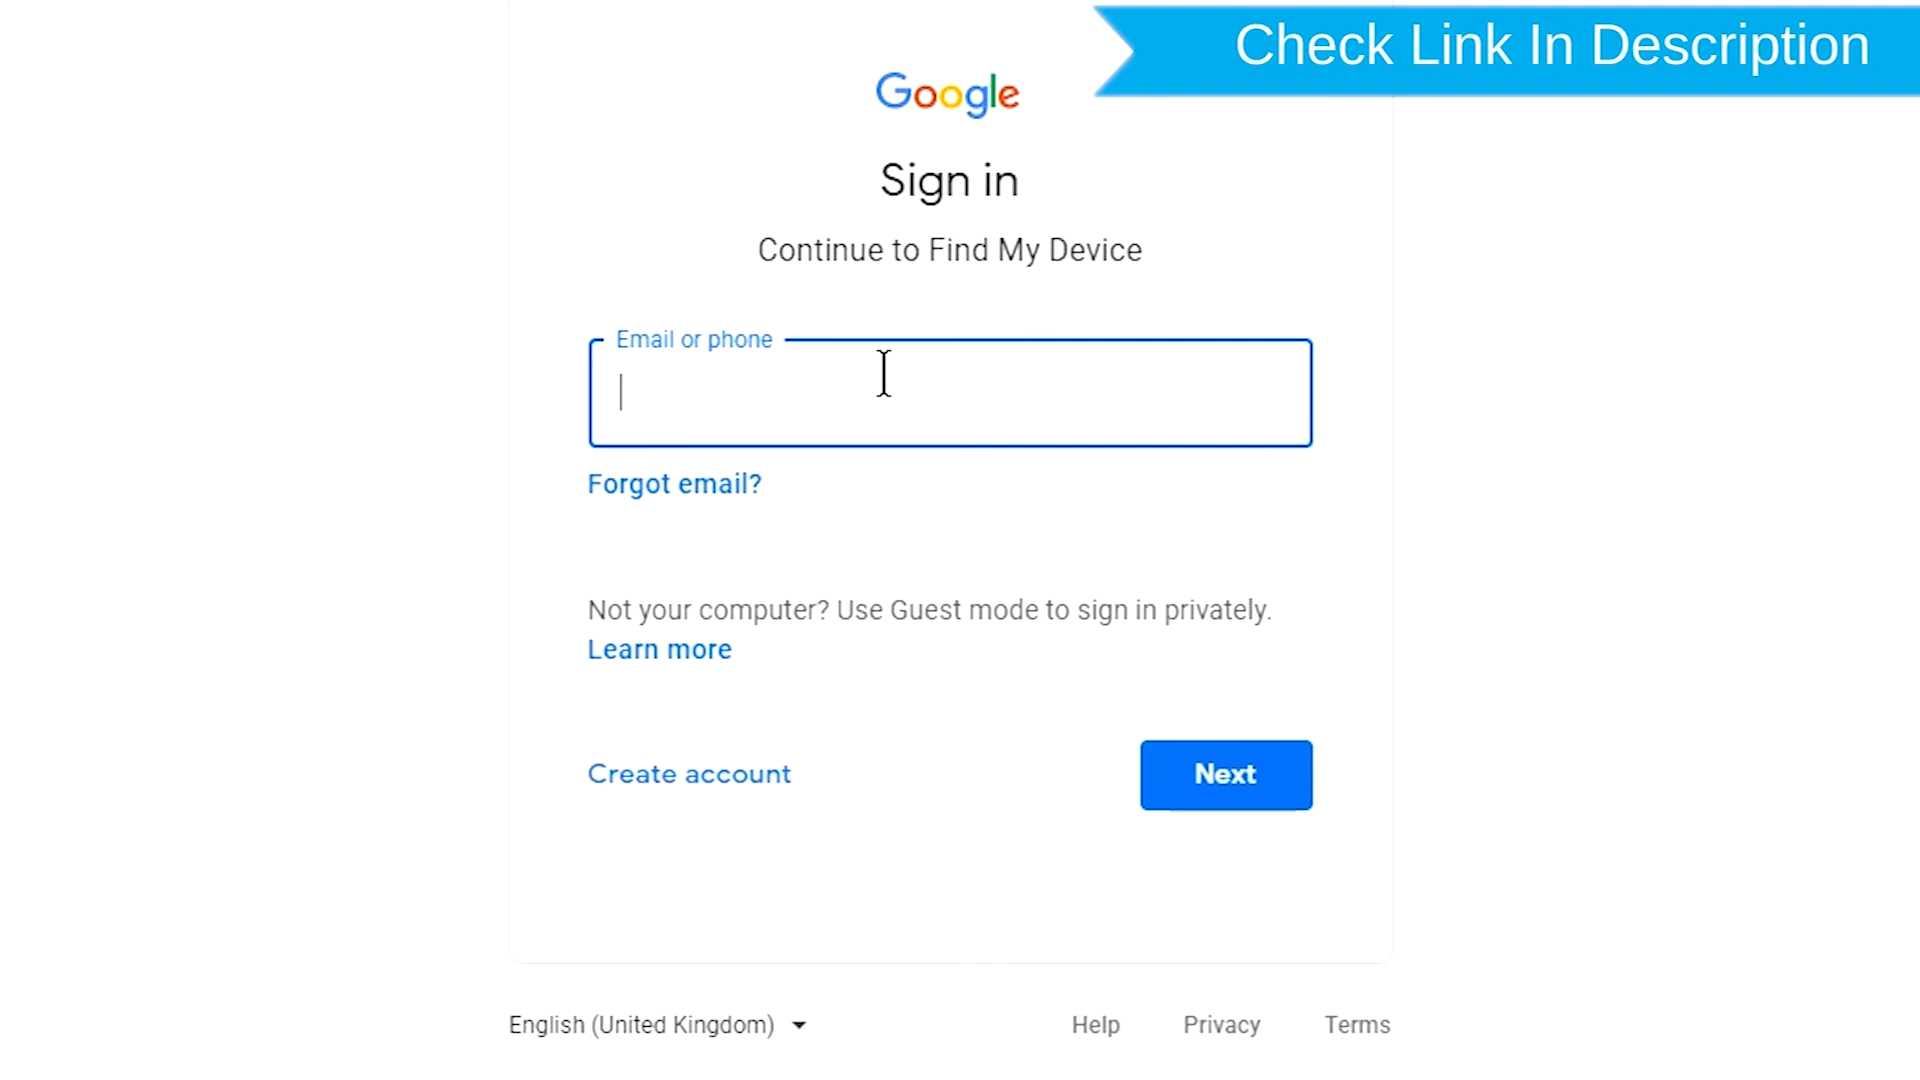 Check Link In Description
Google
Sign in
Continue to Find My Device
Email or phone
Forgot email?
Not your computer? Use Guest mode to sign in privately.
Learn more
Create account
Next
English (United Kingdom)
Help
Privacy
Terms